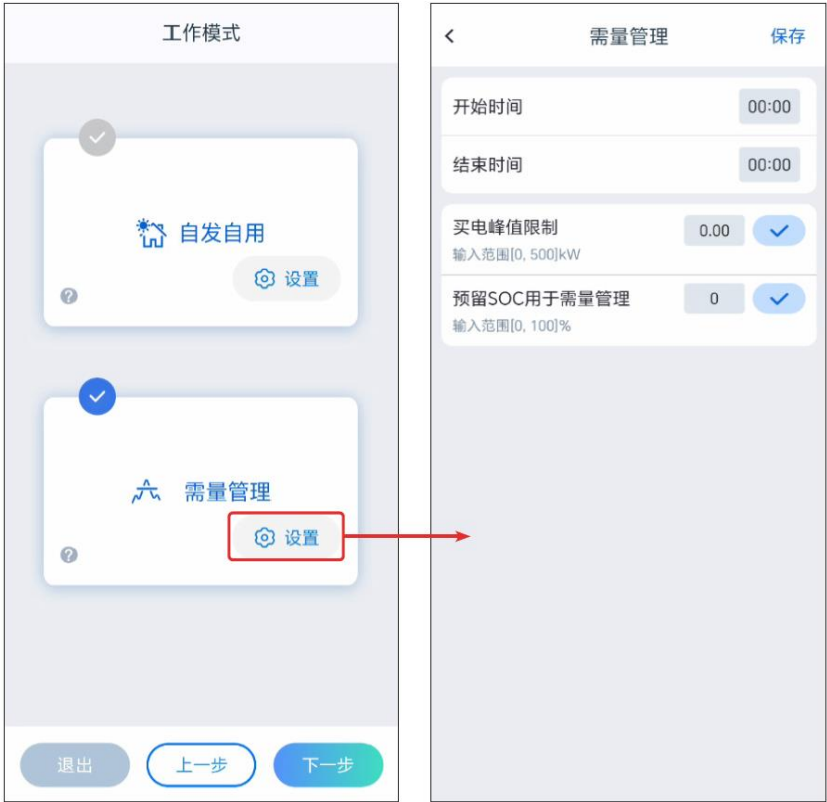 工作模式
自发自用
设置
需量管理
设置
退出
上一步
下一步
需量管理
保存
开始时间
00:00
结束时间
00:00
买电峰值限制
0.00
输入范围[0, 500]kW
预留SOC用于需量管理
0
输入范围[0, 100]%